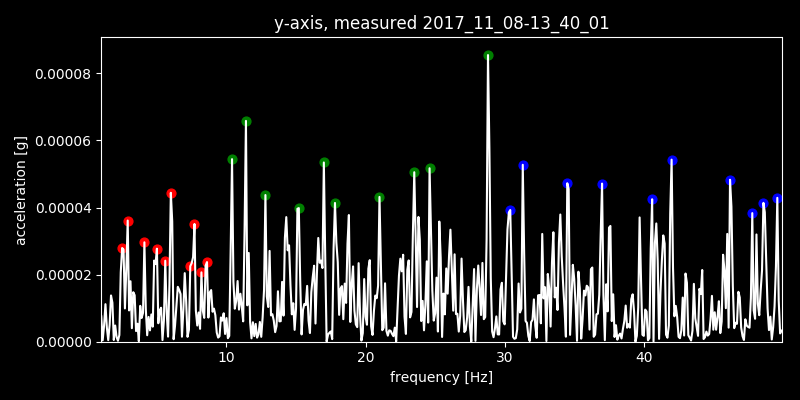 y-axis, measured 2017_11_08-13_40_01
0.00008
0.00006
0.00004
0.00002
0.00000
acceleration [g]
10 20 30 40
frequency [Hz]